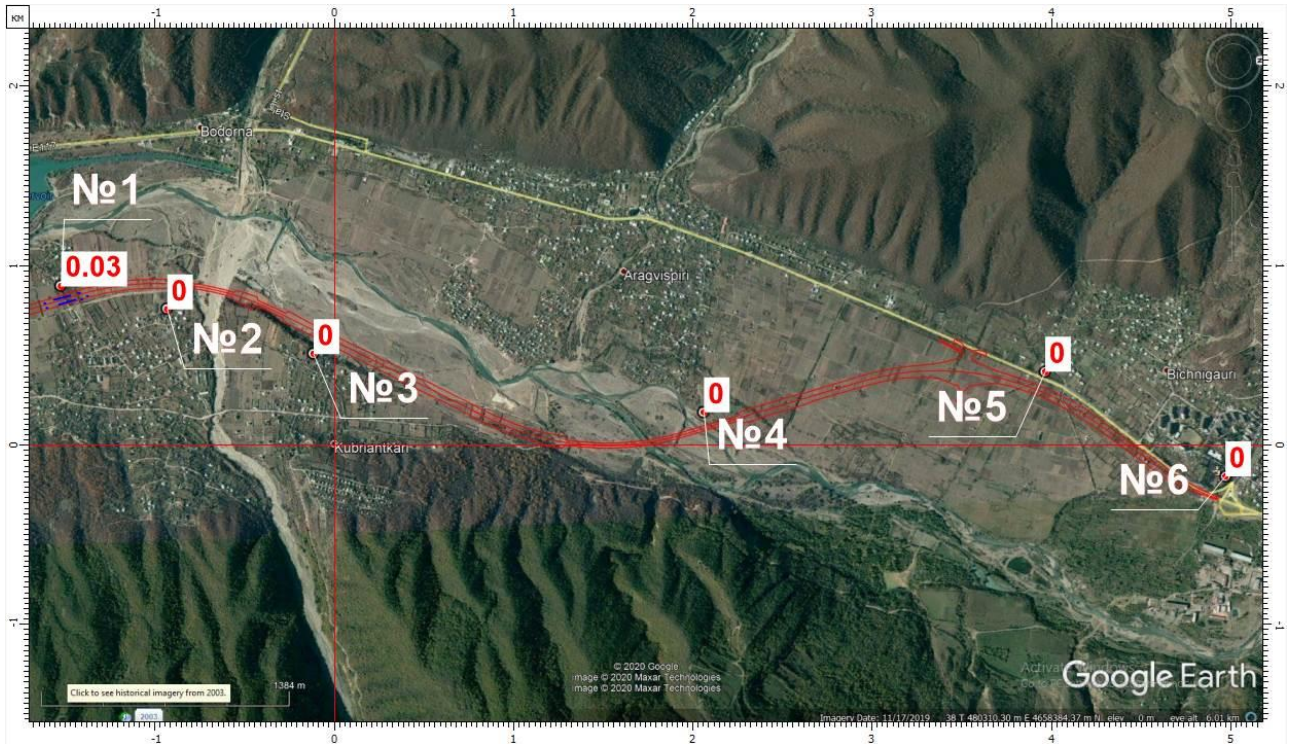 КМ
-1 0 1 2 3 4 5
2 2
Bodorna
E117
№1
1 1
0.03
0
Aragvispiri
№2
0
0
№3
Bichnigauri
№5
0
№4
0 0
Kubriantkari
0
№6
-1 -1
© 2020 Google
Image © 2020 Maxar Technologies
Image © 2020 Maxar Technologies
Google Earth
1384 m
Click to see historical imagery from 2003.
2003
Imagery Date: 11/17/2019 38 T 480310.30 m E 4658384.37 m N elev 0 m eye alt 6.01 km
-1 0 1 2 3 4 5